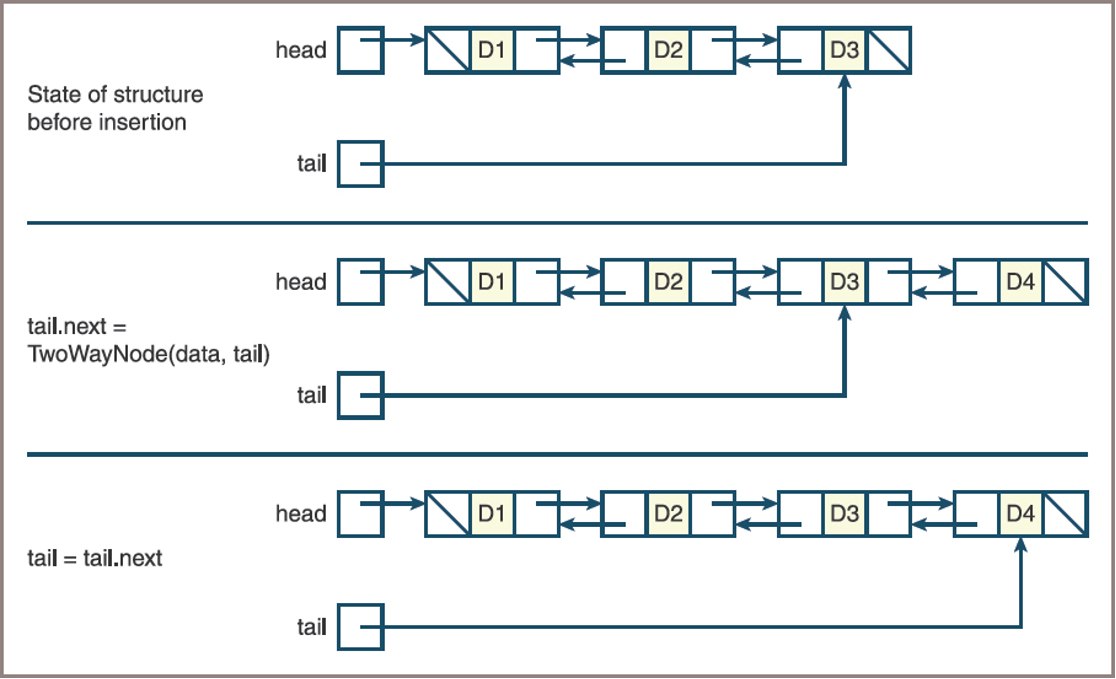 head D1 D2 D3
State of structure
before insertion
tail
head D1 D2 D3 D4
tail.next =
TwoWayNode(data, tail)
tail
head D1 D2 D3 D4
tail = tail.next
tail